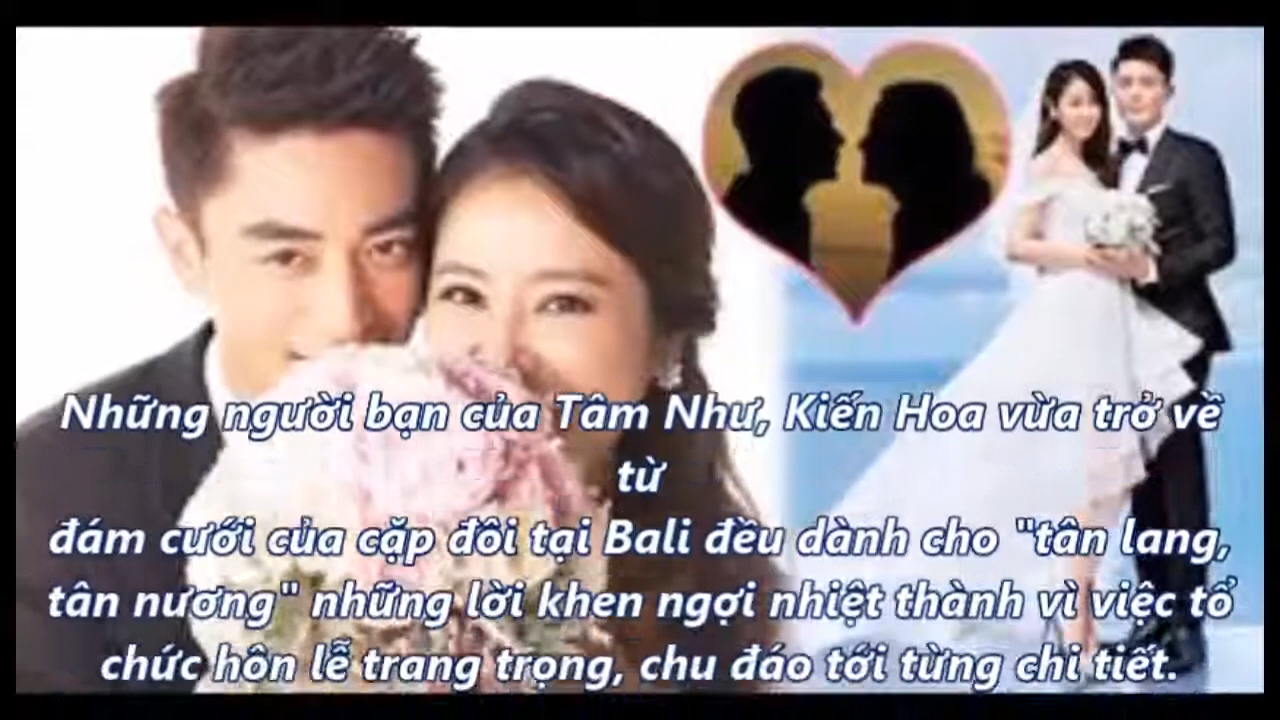 Những người bạn của Tâm Như, Kiến Hoa vừa trở về
từ
đám cưới của cặp đôi tại Bali đều dành cho "tân lang,
tân nương" những lời khen ngợi nhiệt thành vì việc tổ
chức hôn lễ trang trọng, chu đáo tới từng chi tiết.